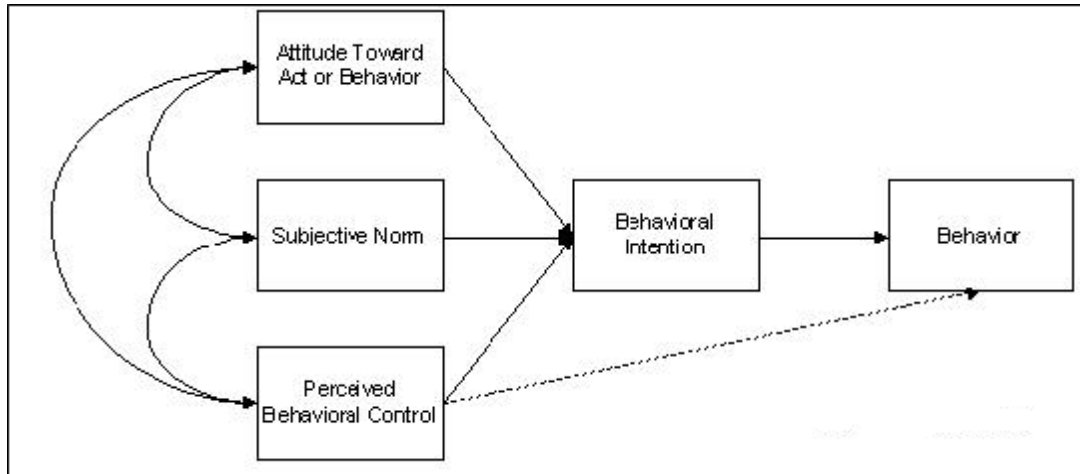 Attitude Toward
Act or Behavior
Subjective Norm
Behavioral
Intention
Behavior
Perceived
Behavioral Control